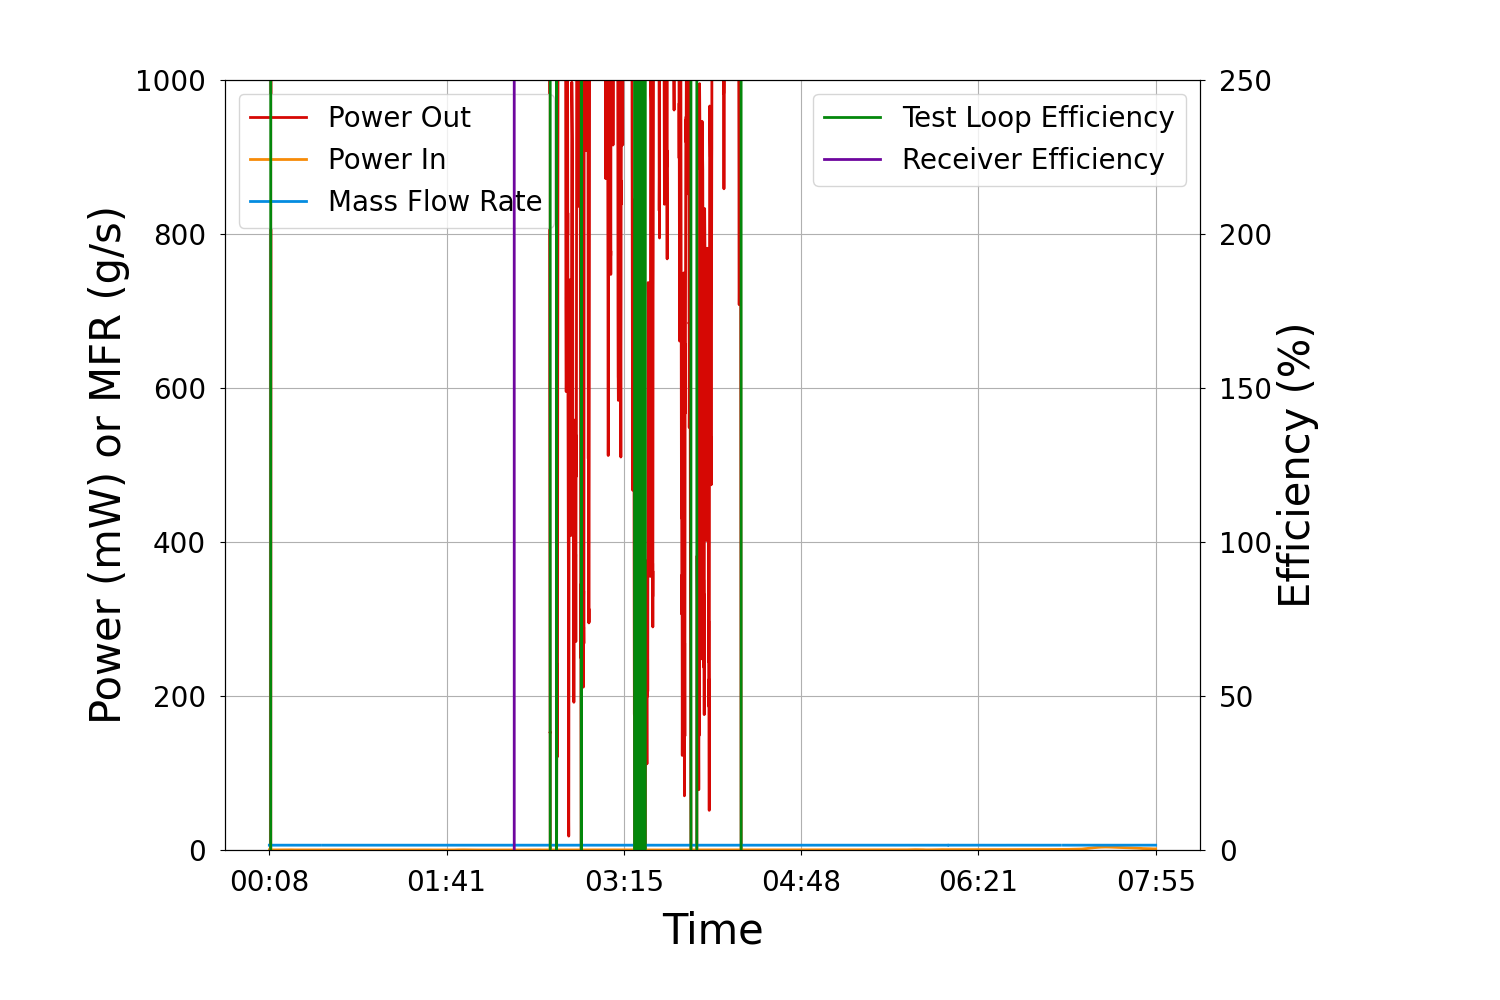 1000
800
600
400
200
0
Power (mW) or MFR (g/s)
Power Out
Power In
Mass Flow Rate
Test Loop Efficiency
Receiver Efficiency
250
200
150
100
50
0
Efficiency (%)
00:08 01:41 03:15 04:48 06:21 07:55
Time